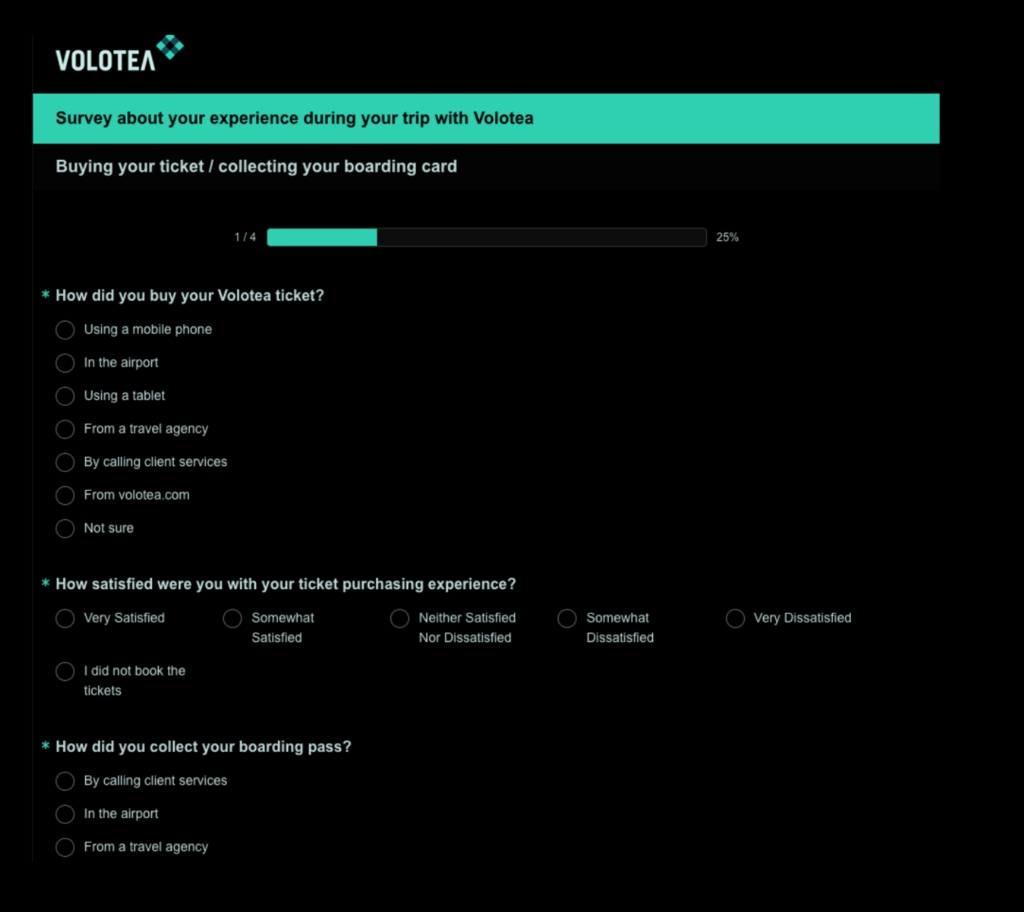 VOLOTEA
Survey about your experience during your trip with Volotea
Buying your ticket / collecting your boarding card
1 / 4 25%
* How did you buy your Volotea ticket?
Using a mobile phone
In the airport
Using a tablet
From a travel agency
By calling client services
From volotea.com
Not sure
* How satisfied were you with your ticket purchasing experience?
Very Satisfied
Somewhat
Satisfied
Neither Satisfied
Nor Dissatisfied
Somewhat
Dissatisfied
Very Dissatisfied
I did not book the
tickets
* How did you collect your boarding pass?
By calling client services
In the airport
From a travel agency